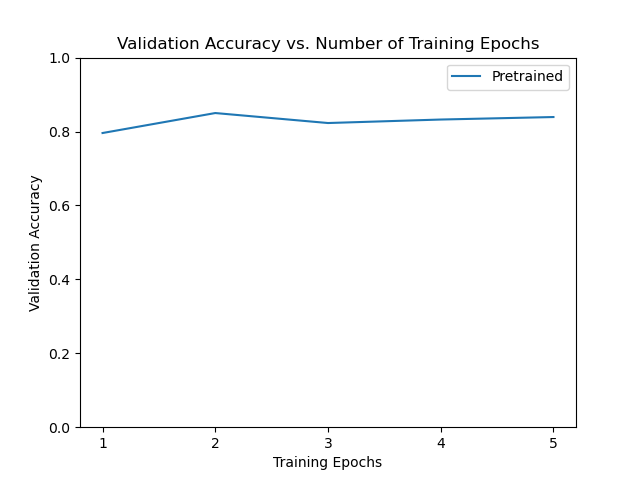 Validation Accuracy vs. Number of Training Epochs
Pretrained
1.0
0.8
0.6
0.4
0.2
0.0
Validation Accuracy
1 2 3 4 5
Training Epochs